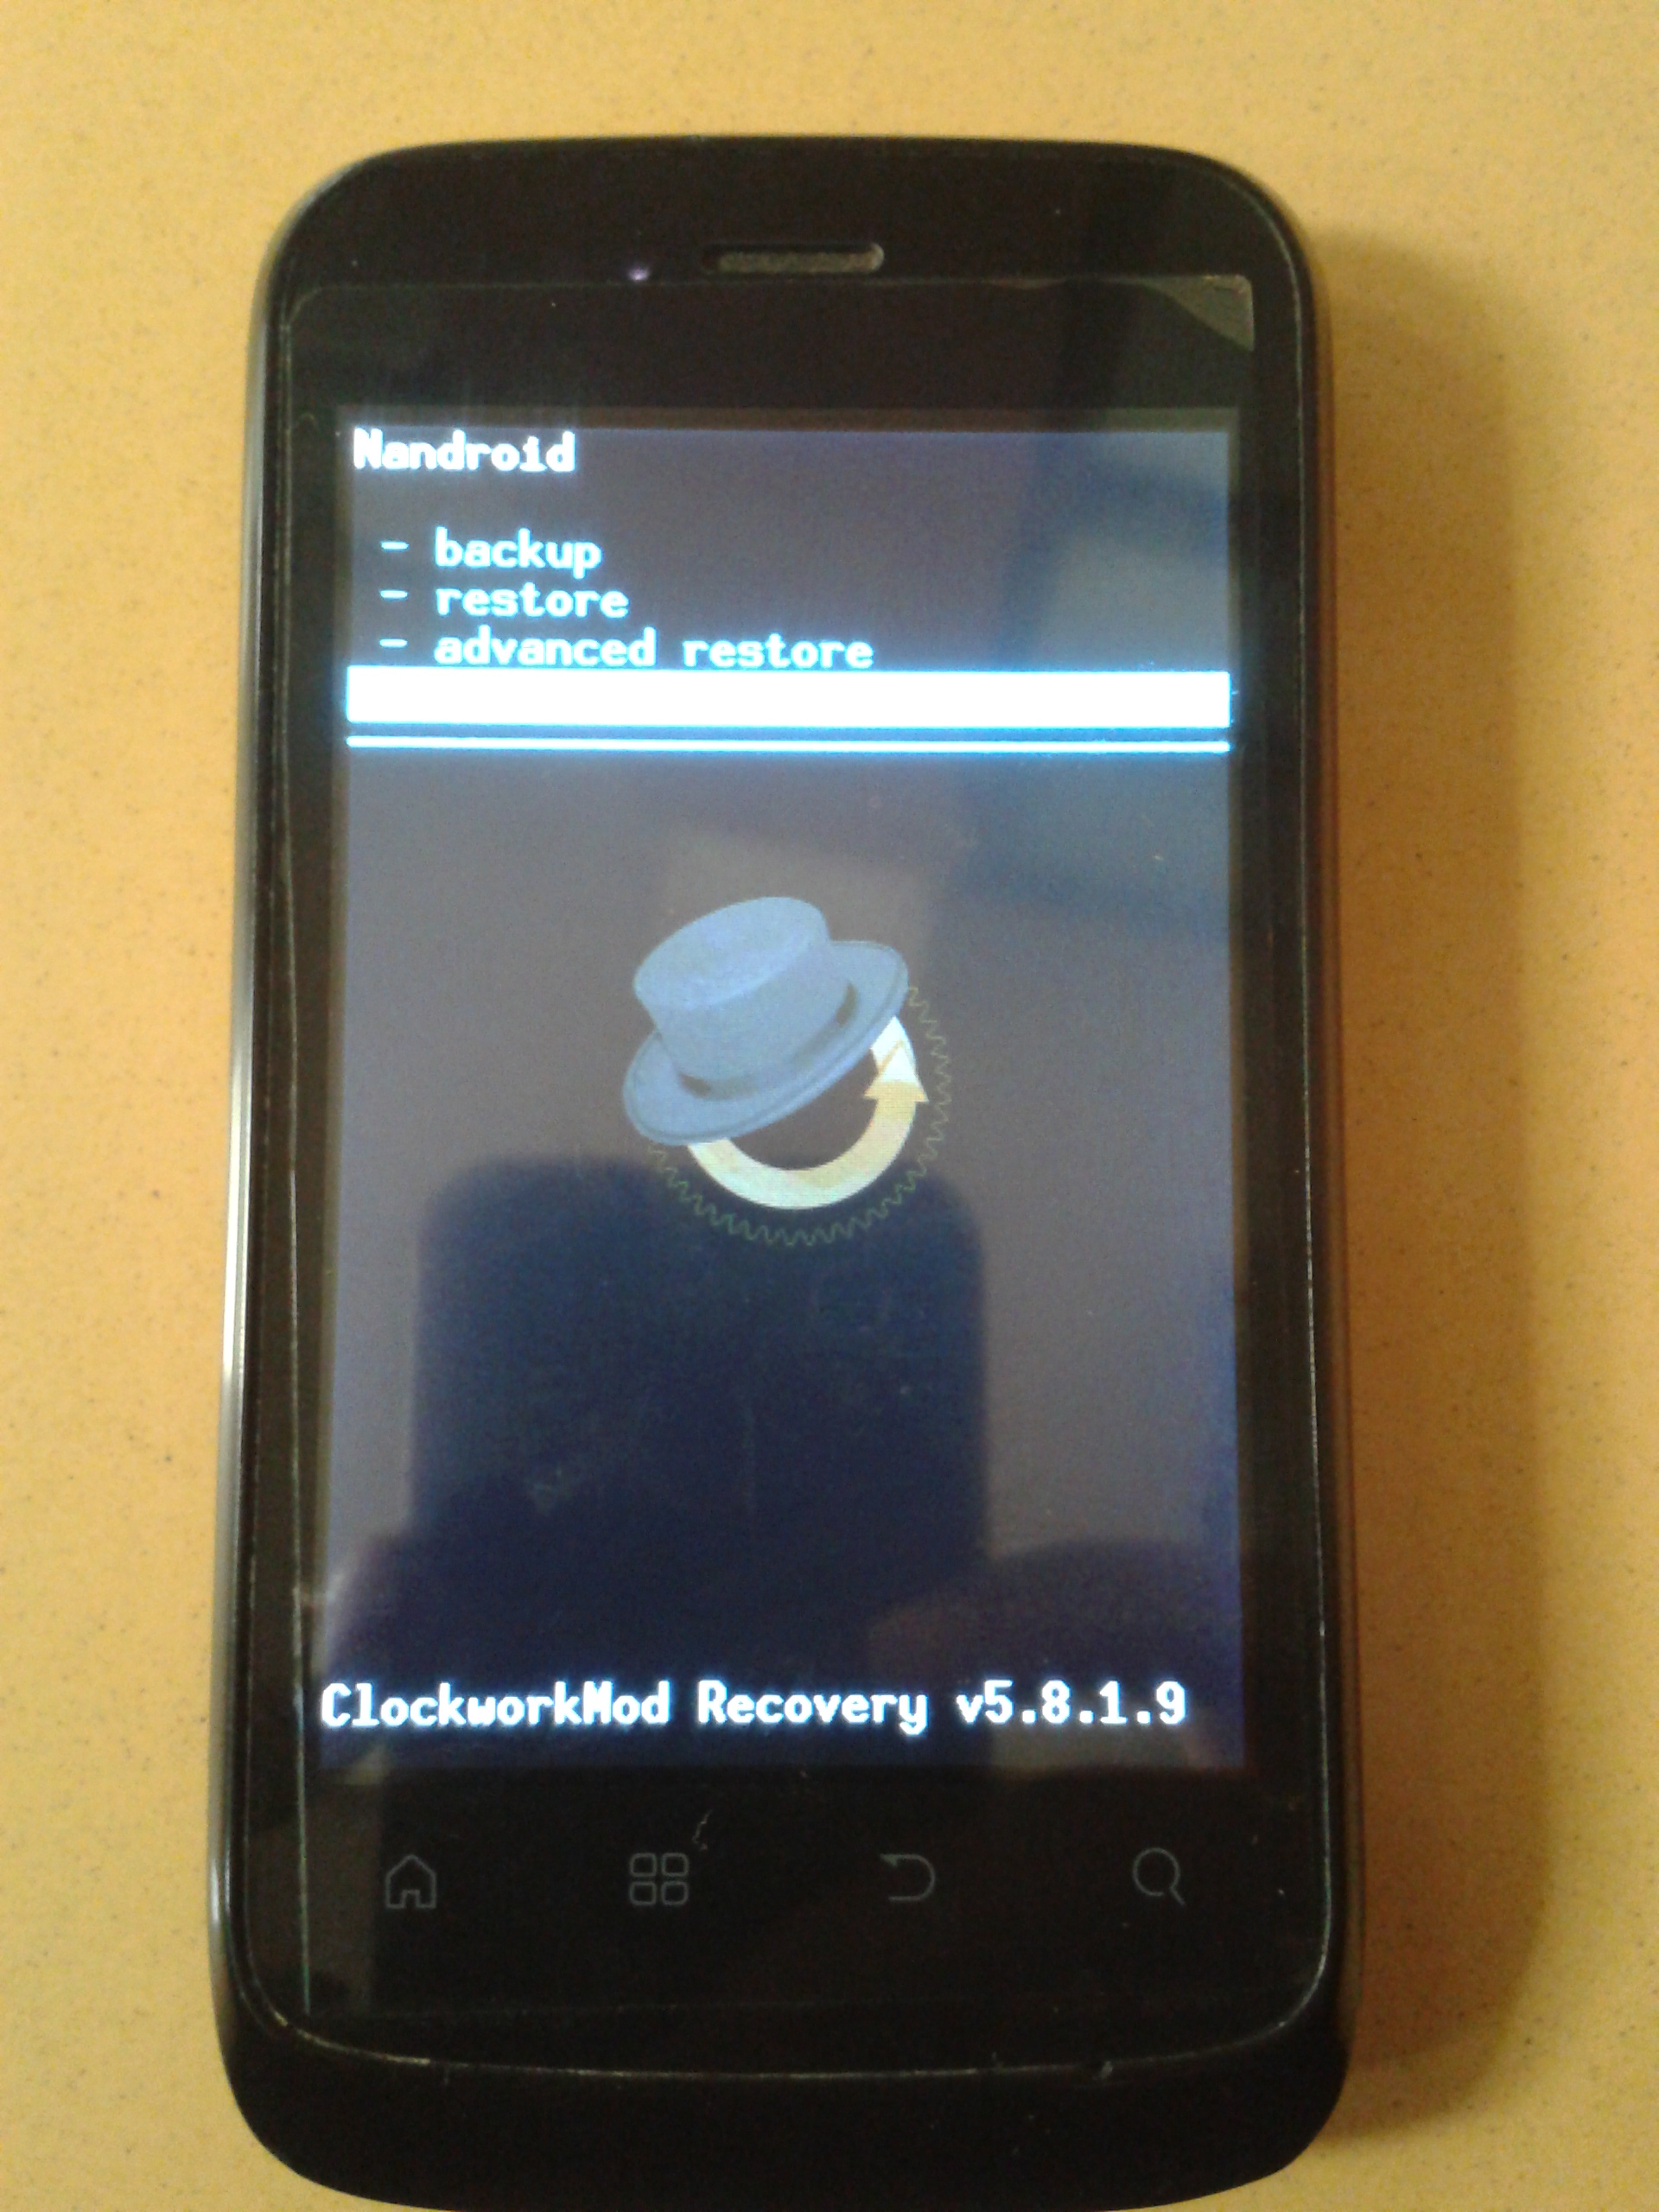 Nandroid
- backup
- restore
- advanced restore
ClockworkMod Recovery v5.8.1.9